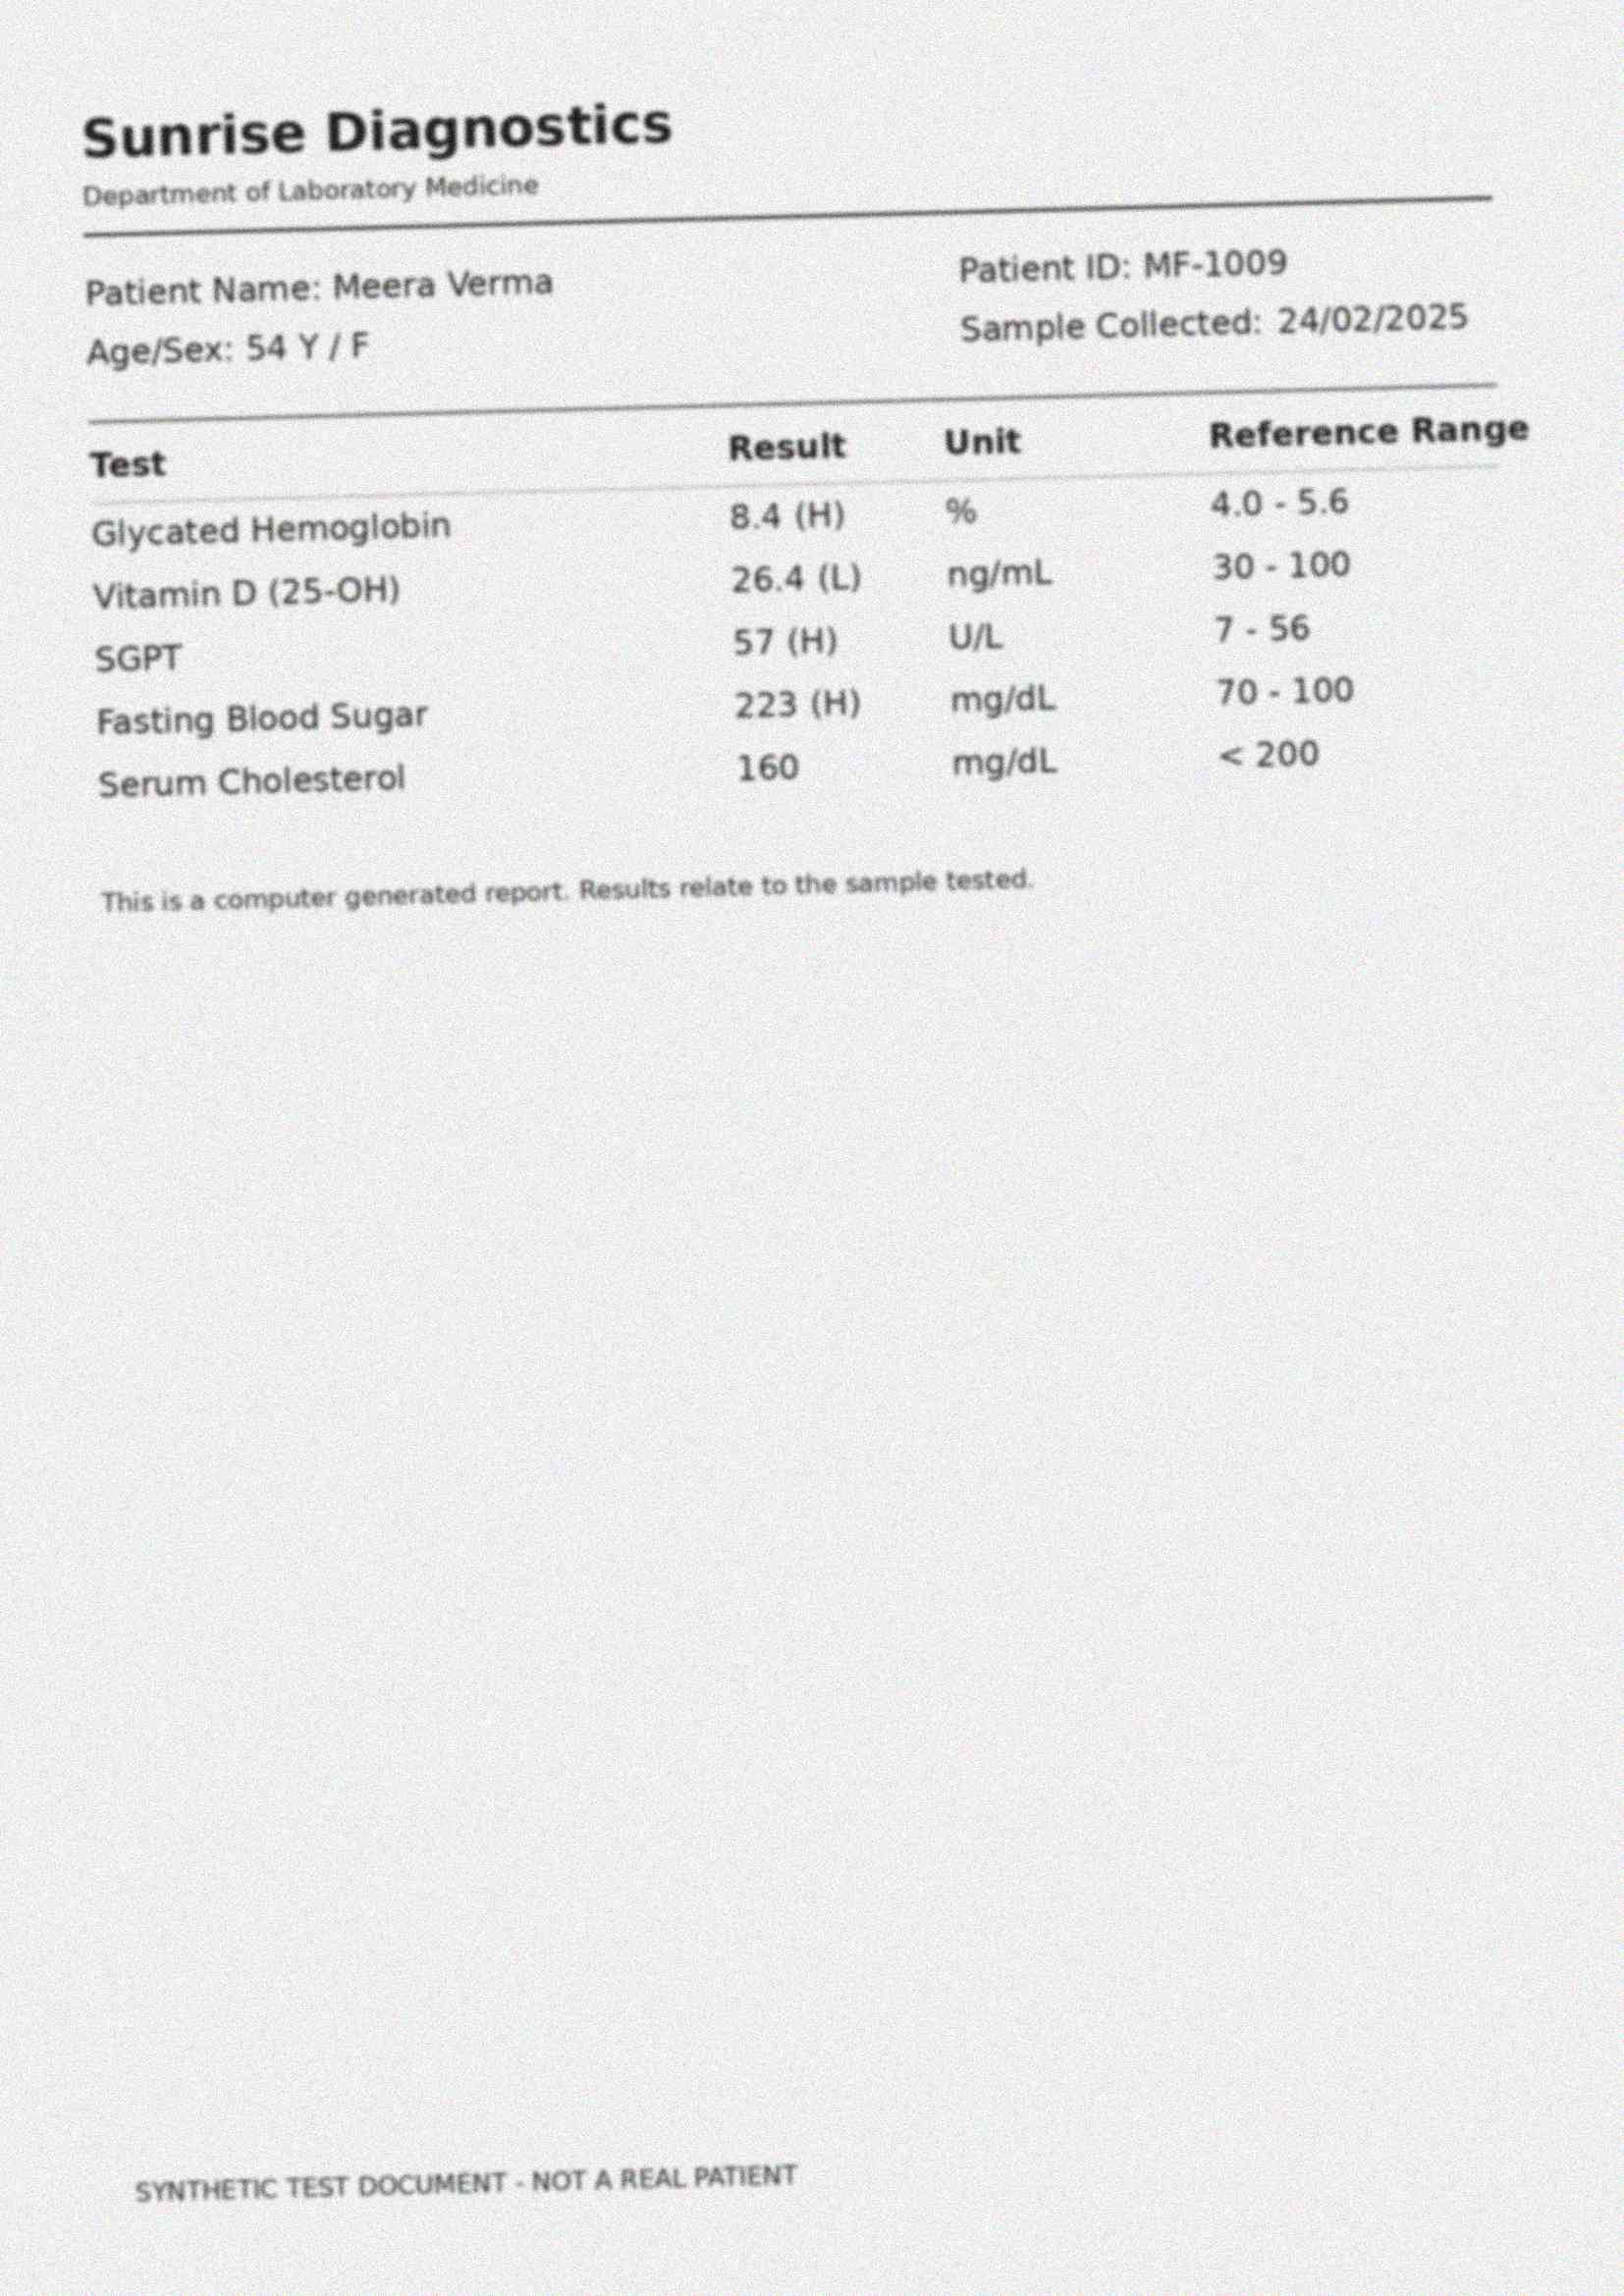 Sunrise Diagnostics
Department of Laboratory Medicine
Patient Name: Meera Verma Patient ID: MF-1009
Age/Sex: 54 Y / F Sample Collected: 24/02/2025
Test Result Unit Reference Range
Glycated Hemoglobin 8.4 (H) % 4.0 - 5.6
Vitamin D (25-OH) 26.4 (L) ng/mL 30 - 100
SGPT 57 (H) U/L 7 - 56
Fasting Blood Sugar 223 (H) mg/dL 70 - 100
Serum Cholesterol 160 mg/dL < 200
This is a computer generated report. Results relate to the sample tested.
SYNTHETIC TEST DOCUMENT - NOT A REAL PATIENT